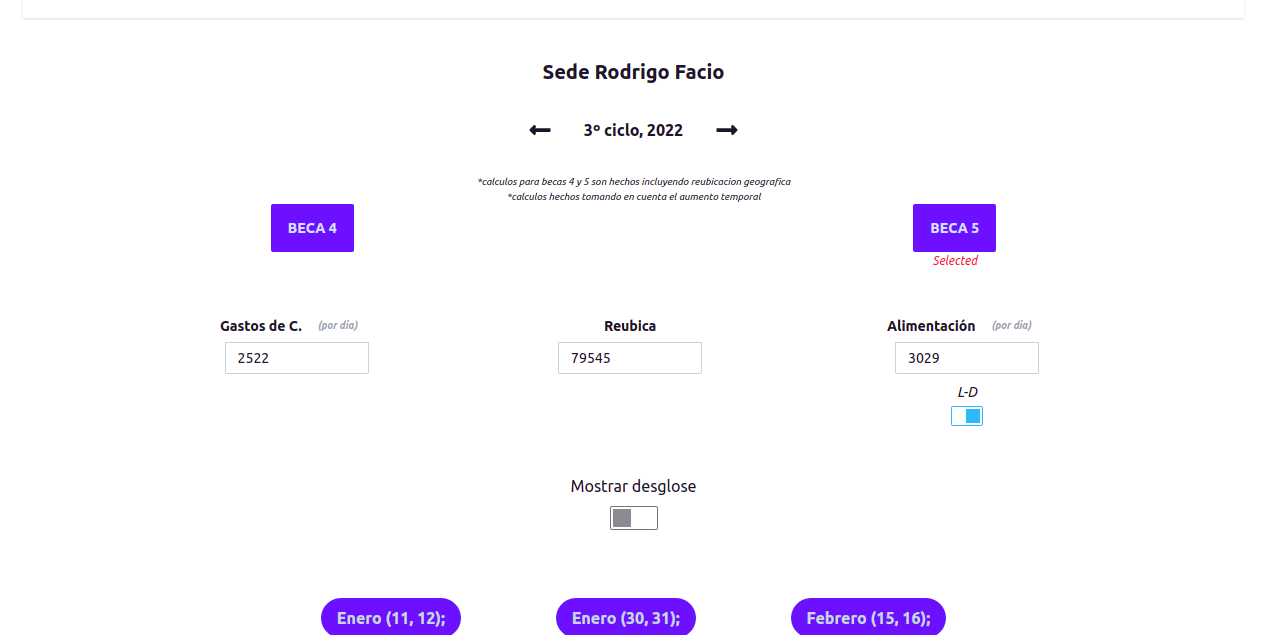 Sede Rodrigo Facio
3º ciclo, 2022
*calculos para becas 4 y 5 son hechos incluyendo reubicacion geografica
*calculos hechos tomando en cuenta el aumento temporal
BECA 4
BECA 5
Selected
Gastos de C. (por dia)
Reubica
Alimentación (por dia)
2522
79545
3029
L-D
Mostrar desglose
Enero (11, 12);
Enero (30, 31);
Febrero (15, 16);